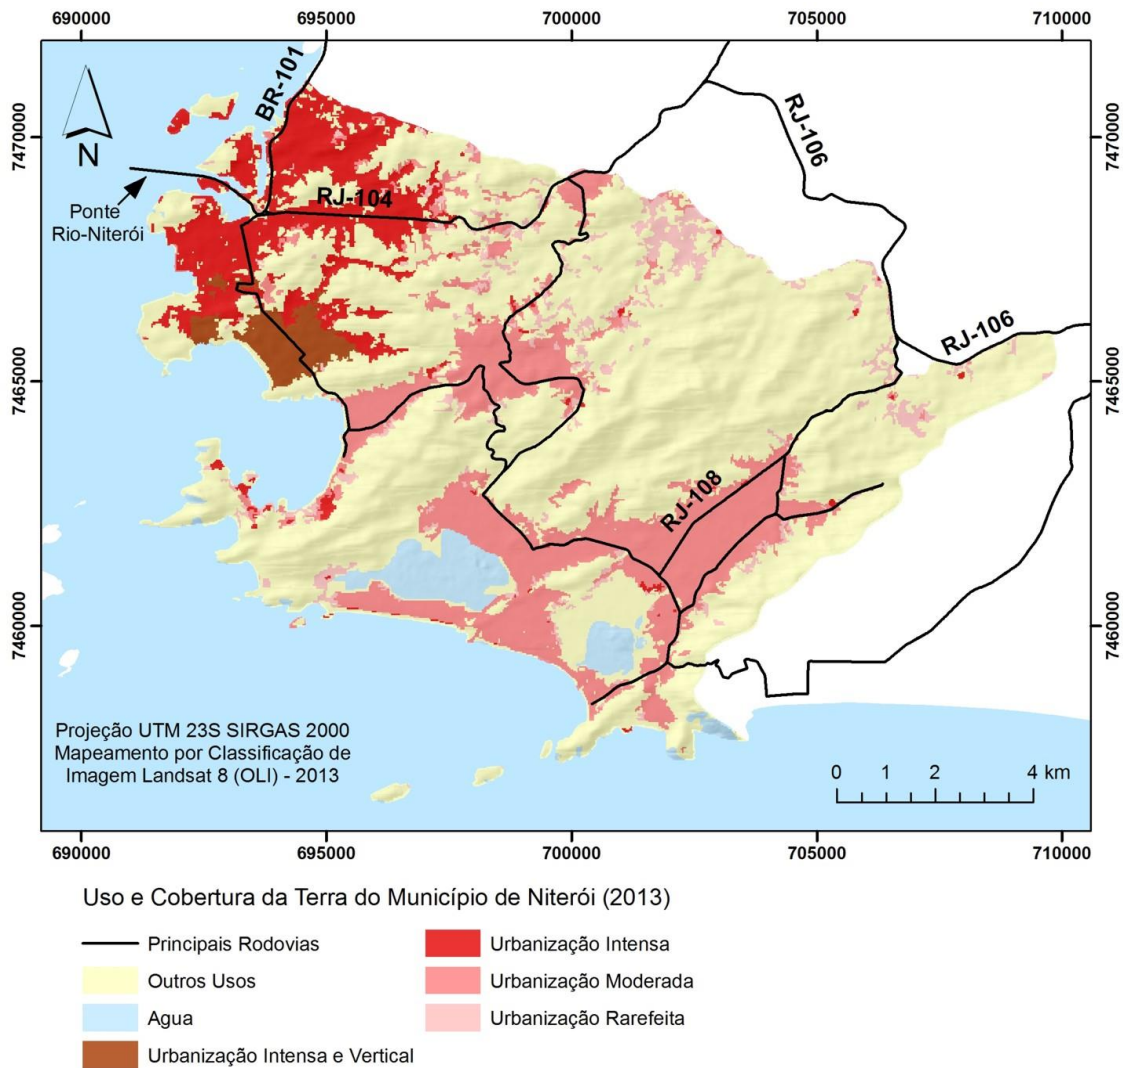 690000 695000 700000 705000 710000
7470000
7470000
BR-101
RJ-106
N
Ponte
Rio-Niterói
RJ-104
RJ-106
7465000
7465000
RJ-108
7460000
7460000
Projeção UTM 23S SIRGAS 2000
Mapeamento por Classificação de
Imagem Landsat 8 (OLI) - 2013
0 1 2 4 km
690000 695000 700000 705000 710000
Uso e Cobertura da Terra do Município de Niterói (2013)
Principais Rodovias
Outros Usos
Agua
Urbanização Intensa e Vertical
Urbanização Intensa
Urbanização Moderada
Urbanização Rarefeita